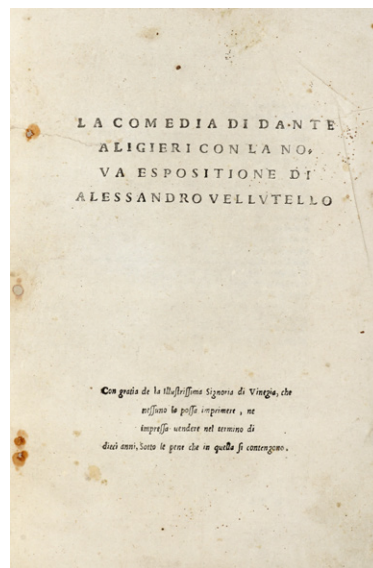 LA COMEDIA DI DANTE
ALIGIERI CON LA NO,
VA ESPOSITIONE DI
ALESSANDRO VELLVTELLO
Con gratia de la Illustrissima Signoria di Vinegia, che
nessuno la possa imprimere, ne
impressa uendere nel termino di
dieci anni, Sotto le pene che in quella si contengono.